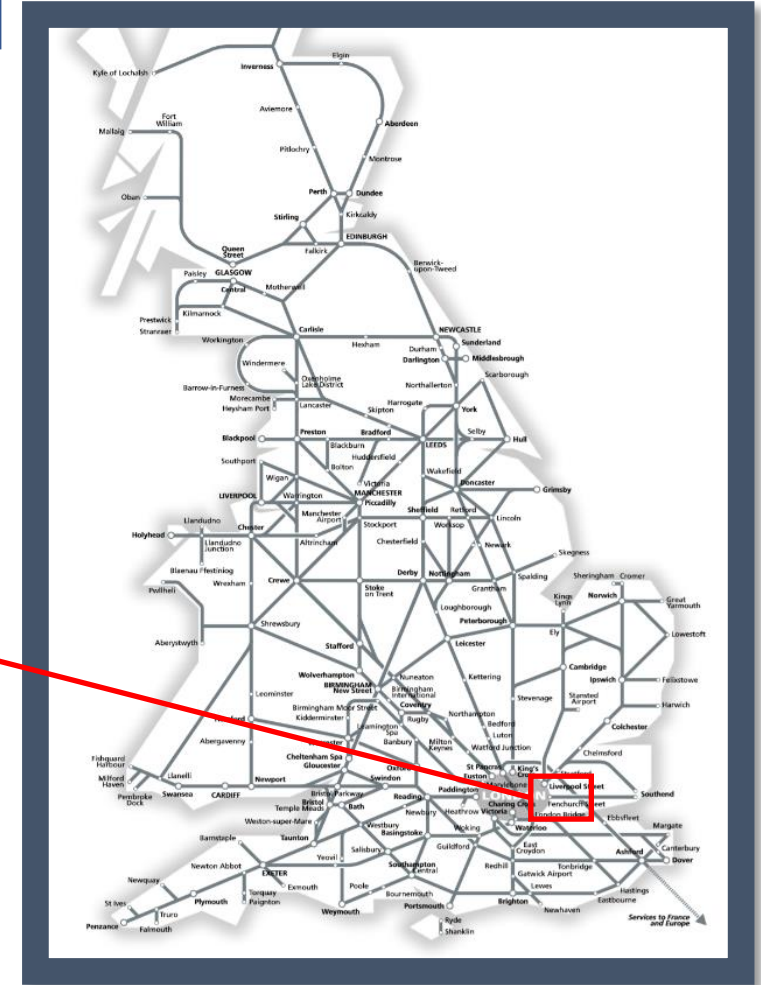 Elgin
Inverness
Kyle of Lochalsh
Aviemore
Fort
William
Mallaig
Aberdeen
Pitlochry
Montrose
Perth
Dundee
Oban
Kirkcaldy
Stirling
EDINBURGH
Queen
Street
Falkirk
Berwick-
upon-Tweed
Paisley
GLASGOW
Central
Motherwell
Prestwick
Kilmarnock
Stranraer
Carlisle
NEWCASTLE
Workington
Hexham
Sunderland
Durham
Darlington
Middlesbrough
Windermere
Scarborough
Oxenholme
Lake District
Northallerton
Barrow-in-Furness
Morecambe
Heysham Port
Lancaster
Harrogate
York
Skipton
Blackpool
Preston
Bradford
Selby
Hull
Blackburn
LEEDS
Huddersfield
Southport
Bolton
Wakefield
Wigan
Victoria
Doncaster
MANCHESTER
Piccadilly
Grimsby
LIVERPOOL
Warrington
Manchester
Airport
Sheffield
Retford
Lincoln
Llandudno
Chester
Stockport
Worksop
Holyhead
Llandudno
Junction
Altrincham
Chesterfield
Newark
Skegness
Blaenau Ffestiniog
Derby
Nottingham
Spalding
Sheringham
Cromer
Wrexham
Crewe
Stoke
on Trent
Grantham
Kings
Lynn
Norwich
Great
Yarmouth
Pwllheli
Loughborough
Peterborough
Shrewsbury
Ely
Lowestoft
Aberystwyth
Stafford
Leicester
Cambridge
Wolverhampton
BIRMINGHAM
New Street
Nuneaton
Birmingham
International
Kettering
Ipswich
Felixstowe
Leominster
Coventry
Stevenage
Stansted
Airport
Harwich
Birmingham Moor Street
Kidderminster
Rugby
Northampton
Bedford
Colchester
Leamington
Spa
Luton
Abergavenny
Banbury
Milton
Keynes
Watford Junction
Chelmsford
Cheltenham Spa
Gloucester
Oxford
St Pancras
Euston
King's
Fishguard
Harbour
Llanelli
Swindon
Marylebone
Milford
Haven
Newport
Bristol Parkway
Reading
Paddington
Liverpool Street
Southend
Pembroke
Dock
Swansea
CARDIFF
Bristol
Temple Meads
Bath
Newbury
Heathrow
Victoria
Charing Cross
N
Fenchurch Street
London Bridge
Ebbsfleet
Weston-super-Mare
Westbury
Basingstoke
Woking
Waterloo
Margate
Barnstaple
Taunton
Salisbury
Guildford
East
Croydon
Canterbury
Yeovil
Southampton
Central
Redhill
Tonbridge
Ashford
Dover
Newton Abbot
EXETER
Gatwick Airport
Newquay
Exmouth
Poole
Bournemouth
Lewes
Hastings
St Ives
Plymouth
Torquay
Paignton
Portsmouth
Brighton
Eastbourne
Truro
Weymouth
Newhaven
Penzance
Falmouth
Ryde
Shanklin
Services to France
and Europe